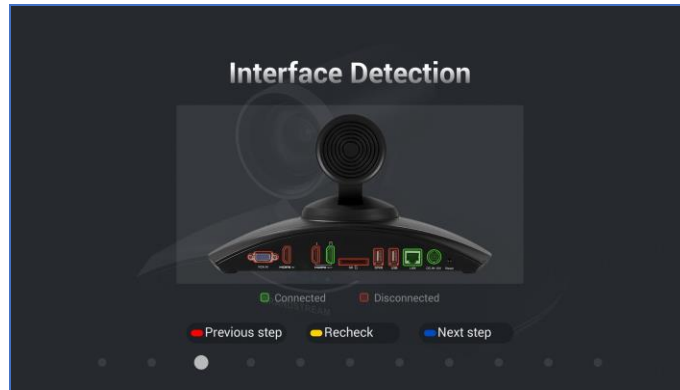 Interface Detection
Connected
Disconnected
Previous step
Recheck
Next step